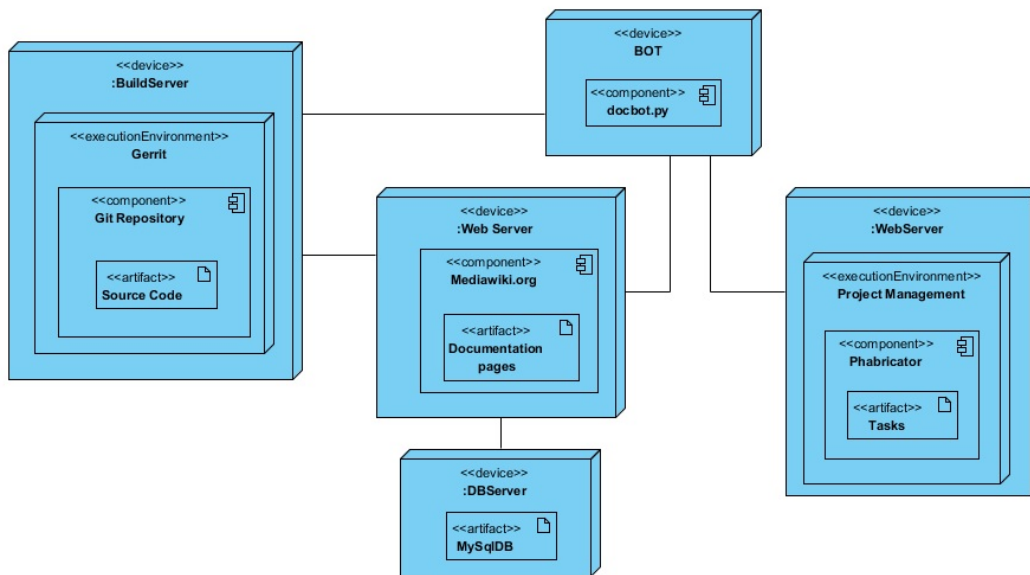 <<device>>
:BuildServer
<<executionEnvironment>>
Gerrit
<<component>>
Git Repository
<<artifact>>
Source Code
<<device>>
BOT
<<component>>
docbot.py
<<device>>
:Web Server
<<component>>
Mediawiki.org
<<artifact>>
Documentation
pages
<<device>>
:WebServer
<<executionEnvironment>>
Project Management
<<component>>
Phabricator
<<artifact>>
Tasks
<<device>>
:DBServer
<<artifact>>
MySqlDB